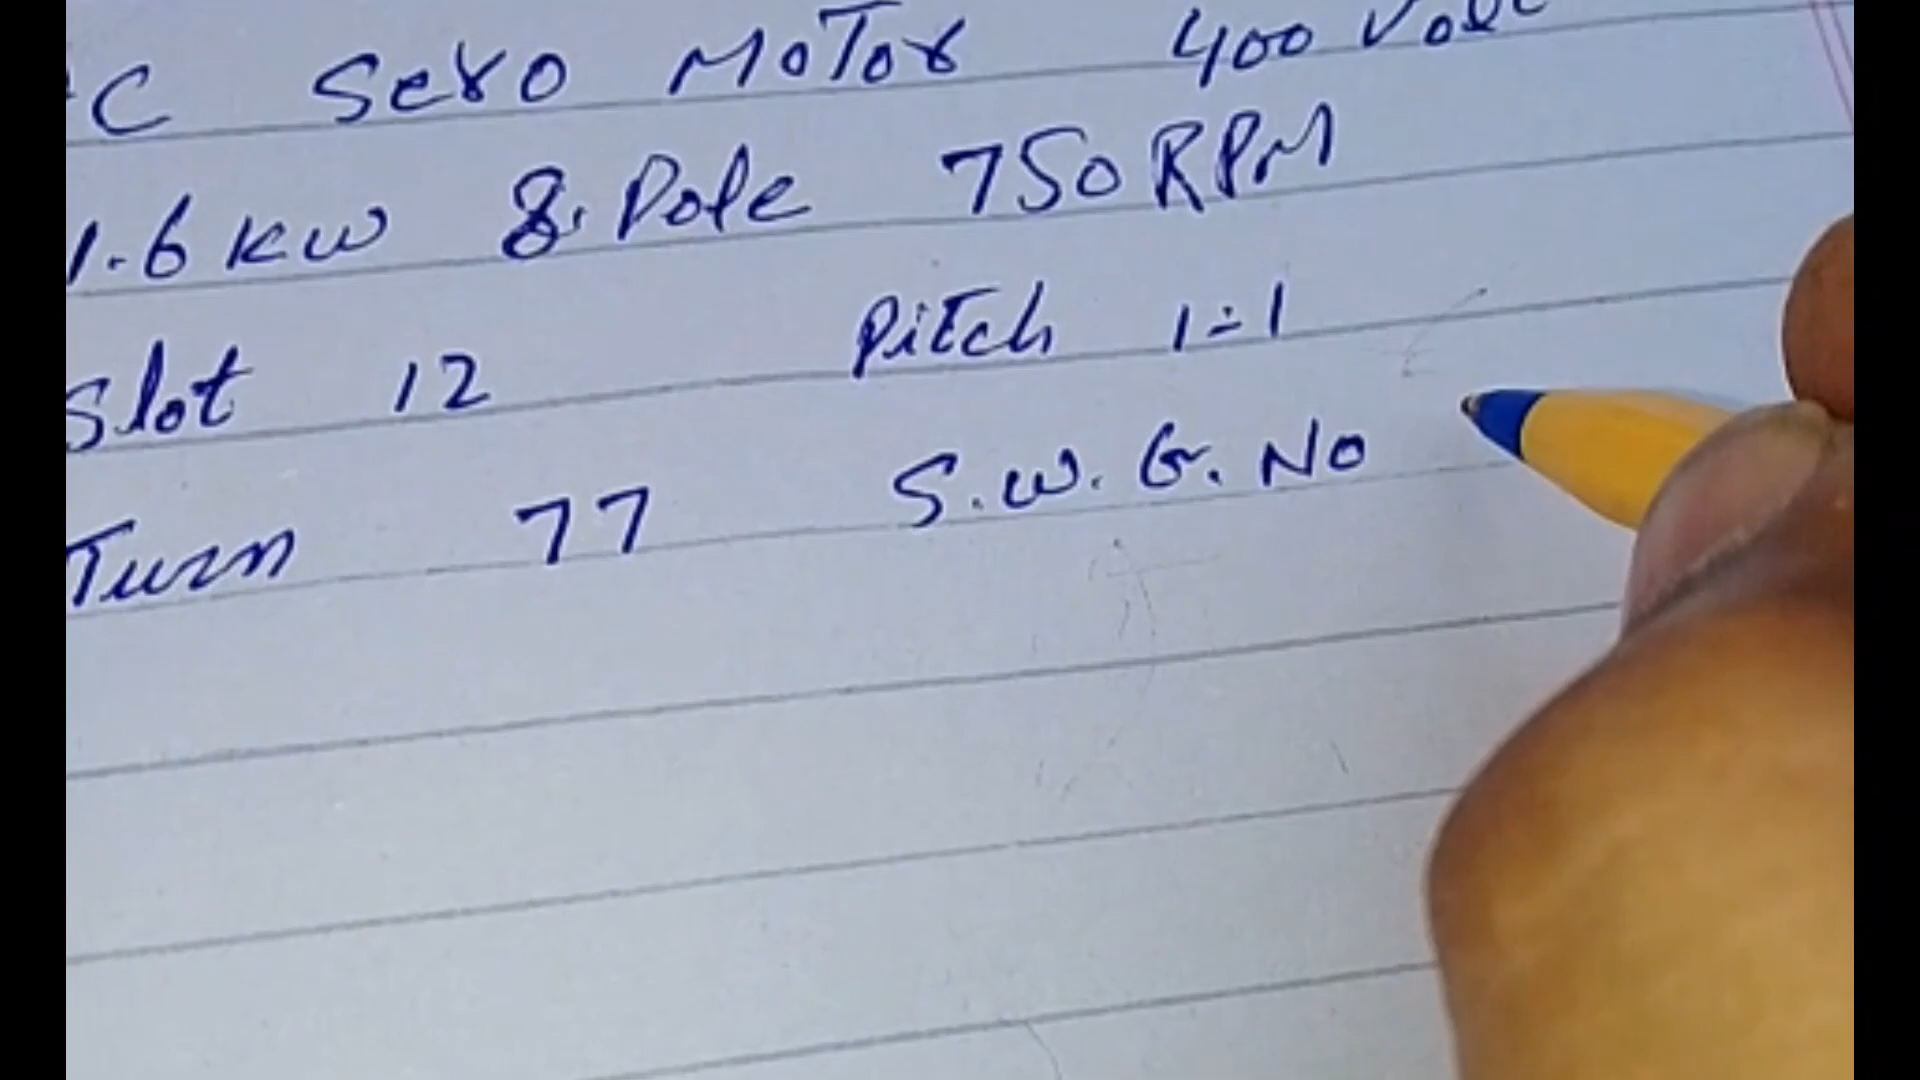 C Sero MoTor 400 Volt
1.6 kw 8. Pole 750 RPM
Slot 12 Pitch 1-1
Turn 77 S.W.G. No